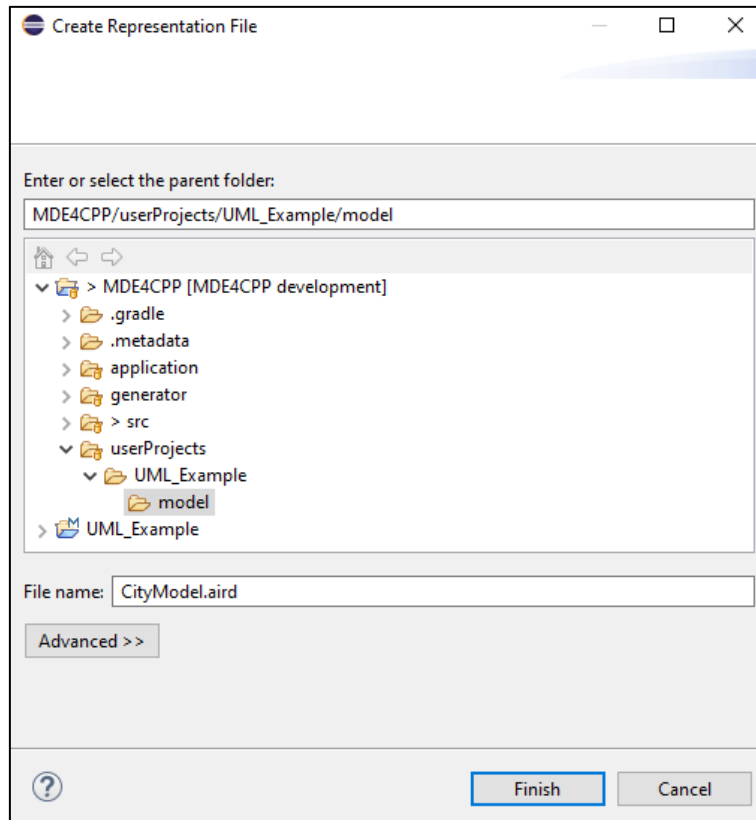 Create Representation File
Enter or select the parent folder:
MDE4CPP/userProjects/UML_Example/model
> MDE4CPP [MDE4CPP development]
.gradle
.metadata
application
generator
> src
userProjects
UML_Example
model
UML_Example
File name: CityModel.aird
Advanced >>
Finish Cancel